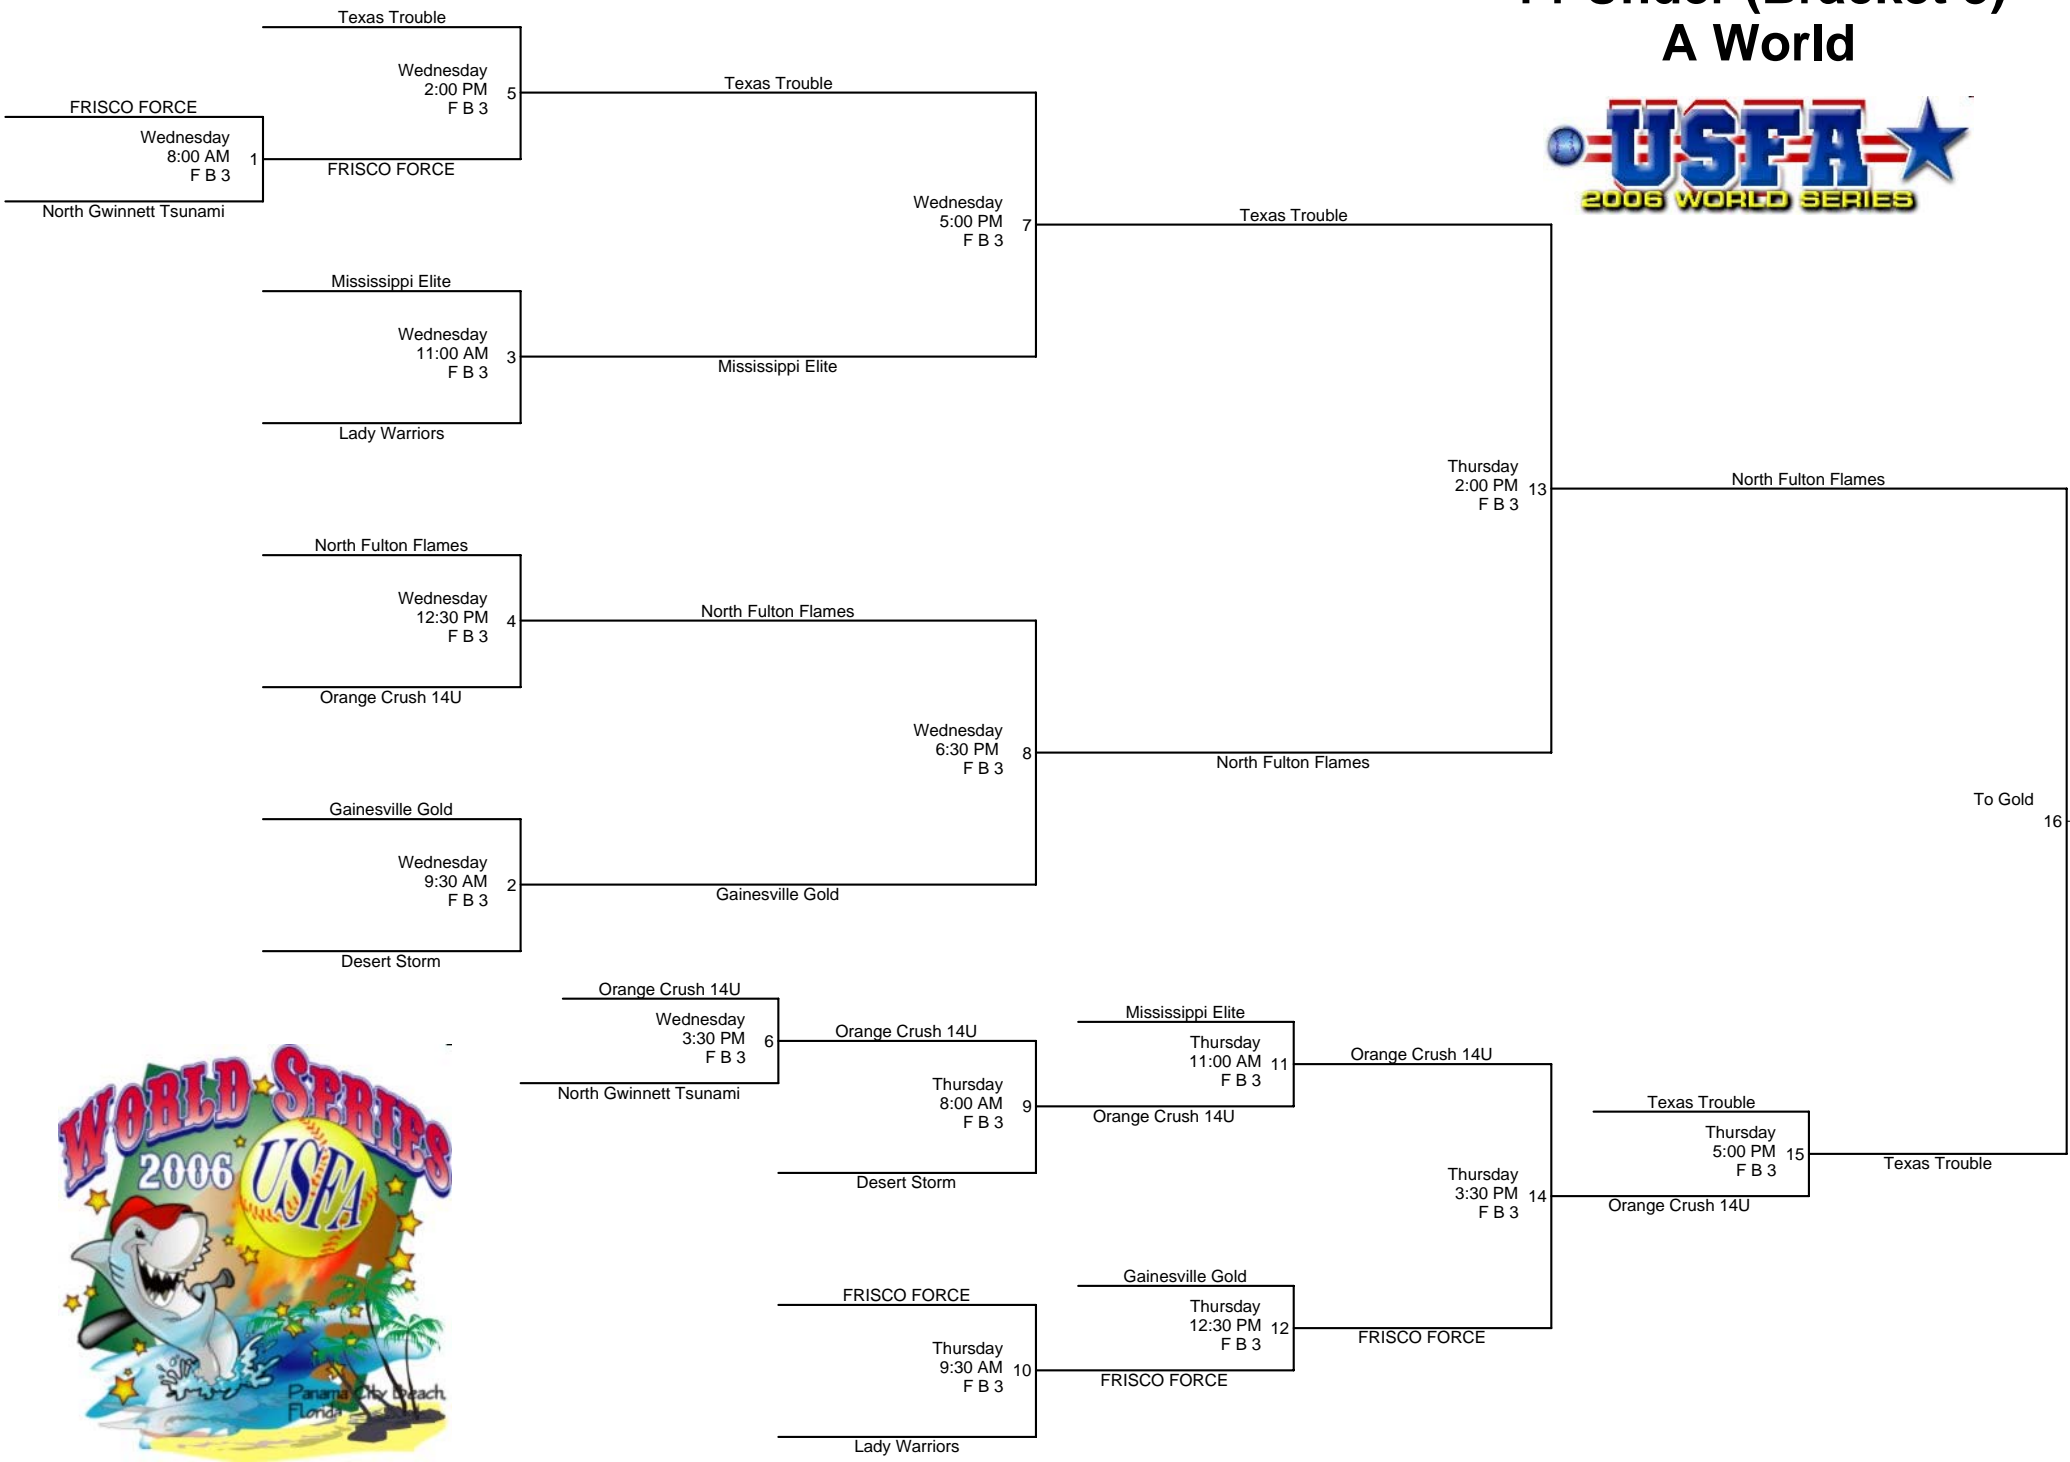 A World
USFA
2006 WORLD SERIES
Texas Trouble
Wednesday
2:00 PM
F B 3
5
FRISCO FORCE
Texas Trouble
FRISCO FORCE
Wednesday
8:00 AM
F B 3
1
North Gwinnett Tsunami
Wednesday
5:00 PM
F B 3
7
Texas Trouble
Mississippi Elite
Wednesday
11:00 AM
F B 3
3
Mississippi Elite
Lady Warriors
Thursday
2:00 PM
F B 3
13
North Fulton Flames
North Fulton Flames
Wednesday
12:30 PM
F B 3
4
North Fulton Flames
Orange Crush 14U
Wednesday
6:30 PM
F B 3
8
North Fulton Flames
Gainesville Gold
Wednesday
9:30 AM
F B 3
2
Gainesville Gold
Desert Storm
To Gold
16
Orange Crush 14U
Wednesday
3:30 PM
F B 3
6
North Gwinnett Tsunami
Orange Crush 14U
Thursday
8:00 AM
F B 3
9
Desert Storm
Mississippi Elite
Thursday
11:00 AM
F B 3
11
Orange Crush 14U
Orange Crush 14U
Thursday
3:30 PM
F B 3
14
Texas Trouble
Thursday
5:00 PM
F B 3
15
Orange Crush 14U
Texas Trouble
FRISCO FORCE
Thursday
9:30 AM
F B 3
10
Lady Warriors
Gainesville Gold
Thursday
12:30 PM
F B 3
12
FRISCO FORCE
FRISCO FORCE
WORLD SERIES
2006
USFA
Panama City Beach,
Florida